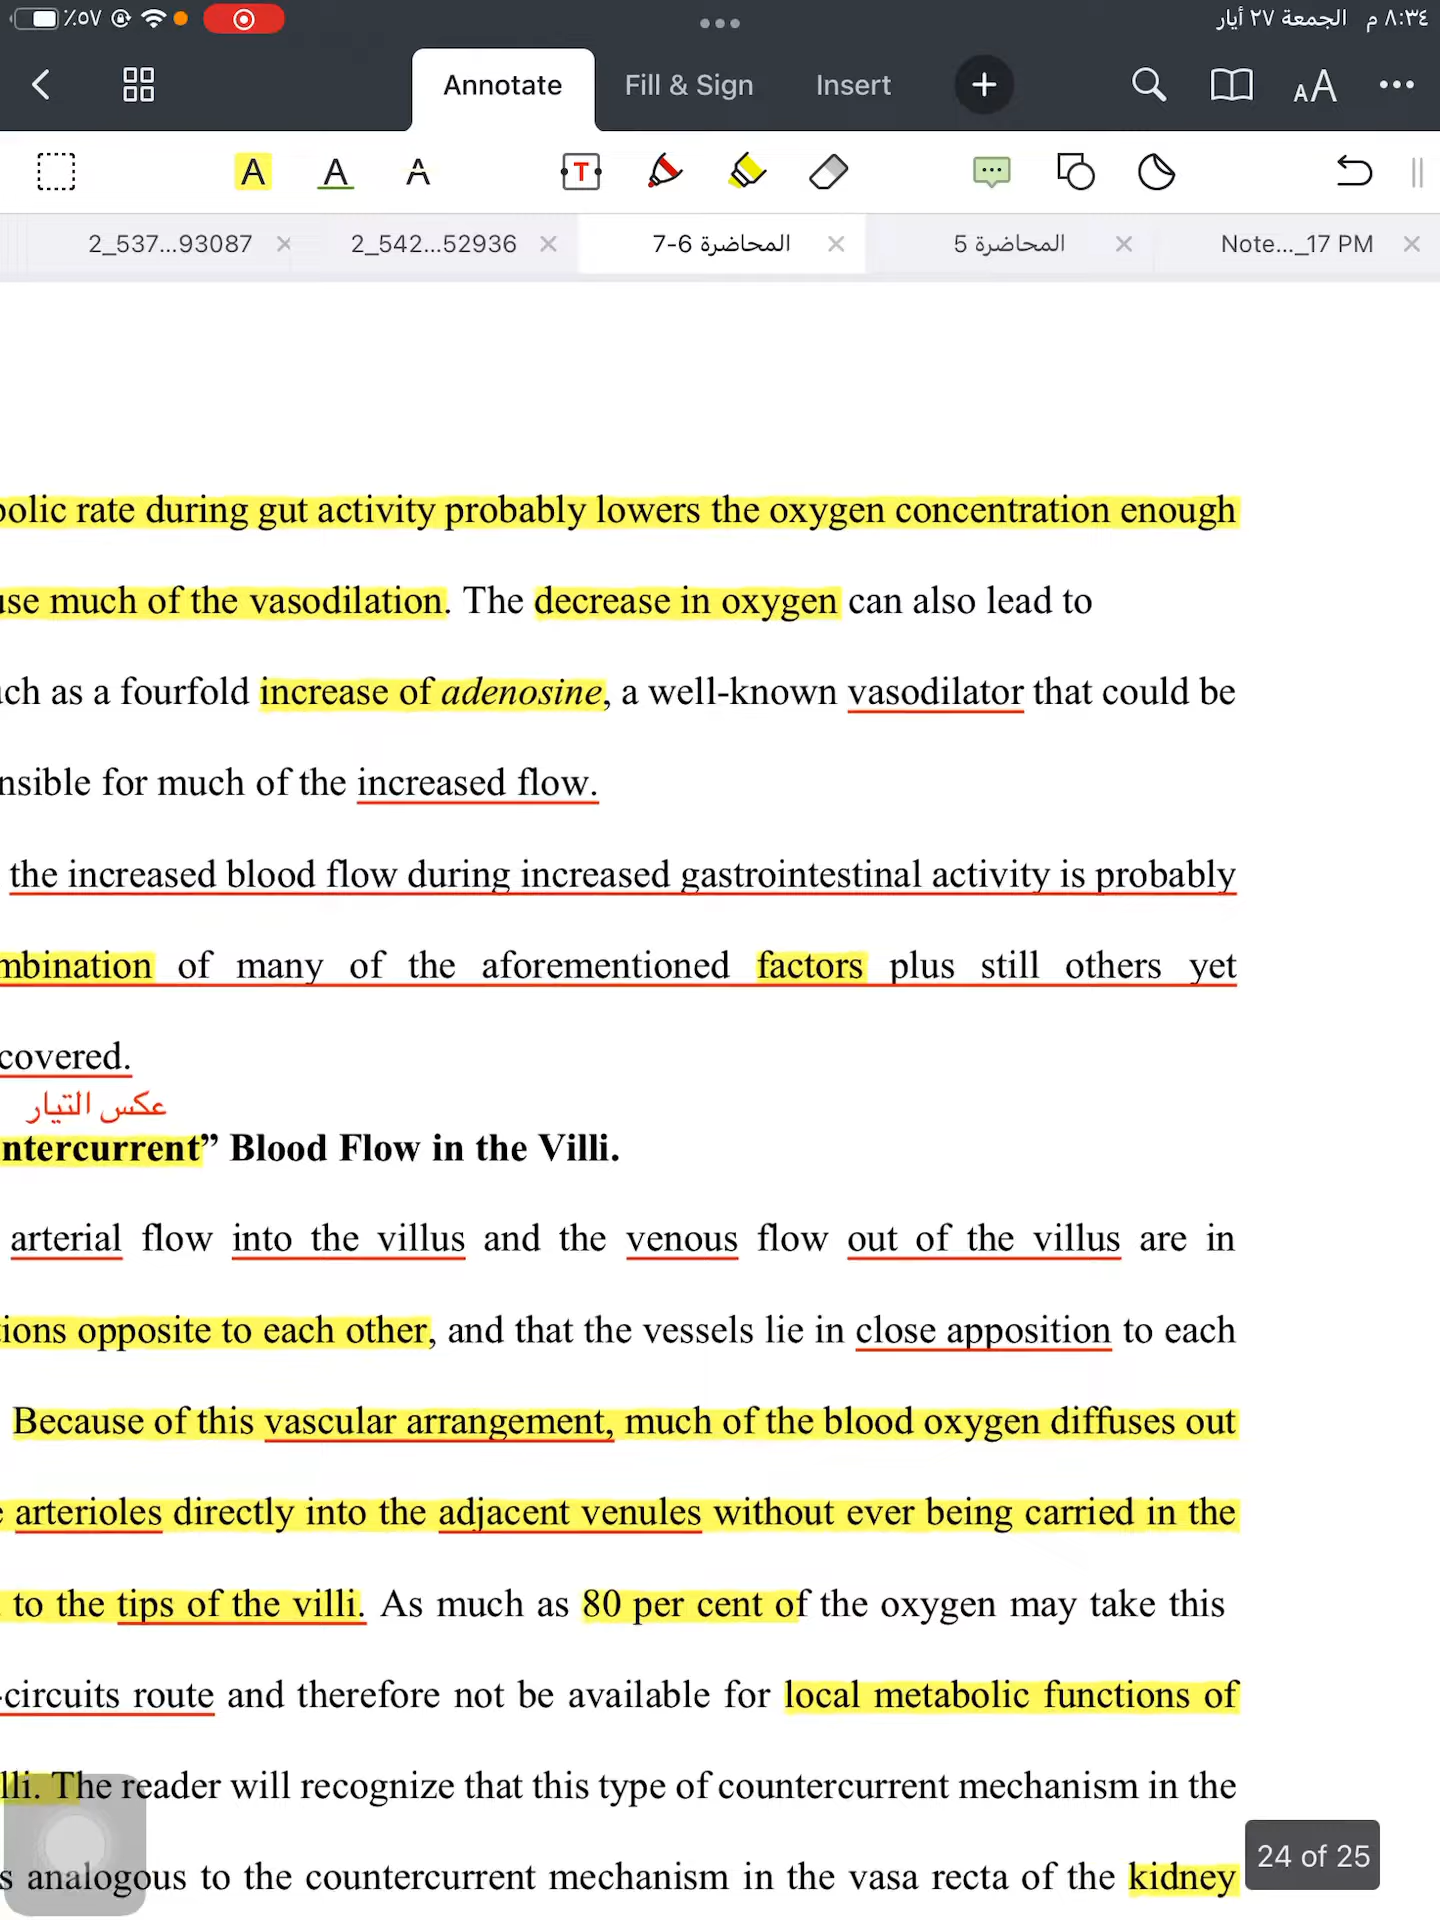 ٪٥٧
٨:٣٤ م الجمعة ٢٧ أيار
Annotate Fill & Sign Insert
AA
A A A T
2_537...93087 2_542...52936 المحاضرة 6-7 المحاضرة 5 Note..._17 PM
bolic rate during gut activity probably lowers the oxygen concentration enough
use much of the vasodilation. The decrease in oxygen can also lead to
uch as a fourfold increase of adenosine, a well-known vasodilator that could be
nsible for much of the increased flow.
the increased blood flow during increased gastrointestinal activity is probably
mbination of many of the aforementioned factors plus still others yet
covered.
عكس التيار
ntercurrent” Blood Flow in the Villi.
arterial flow into the villus and the venous flow out of the villus are in
tions opposite to each other, and that the vessels lie in close apposition to each
Because of this vascular arrangement, much of the blood oxygen diffuses out
e arterioles directly into the adjacent venules without ever being carried in the
to the tips of the villi. As much as 80 per cent of the oxygen may take this
-circuits route and therefore not be available for local metabolic functions of
lli. The reader will recognize that this type of countercurrent mechanism in the
s analogous to the countercurrent mechanism in the vasa recta of the kidney
24 of 25